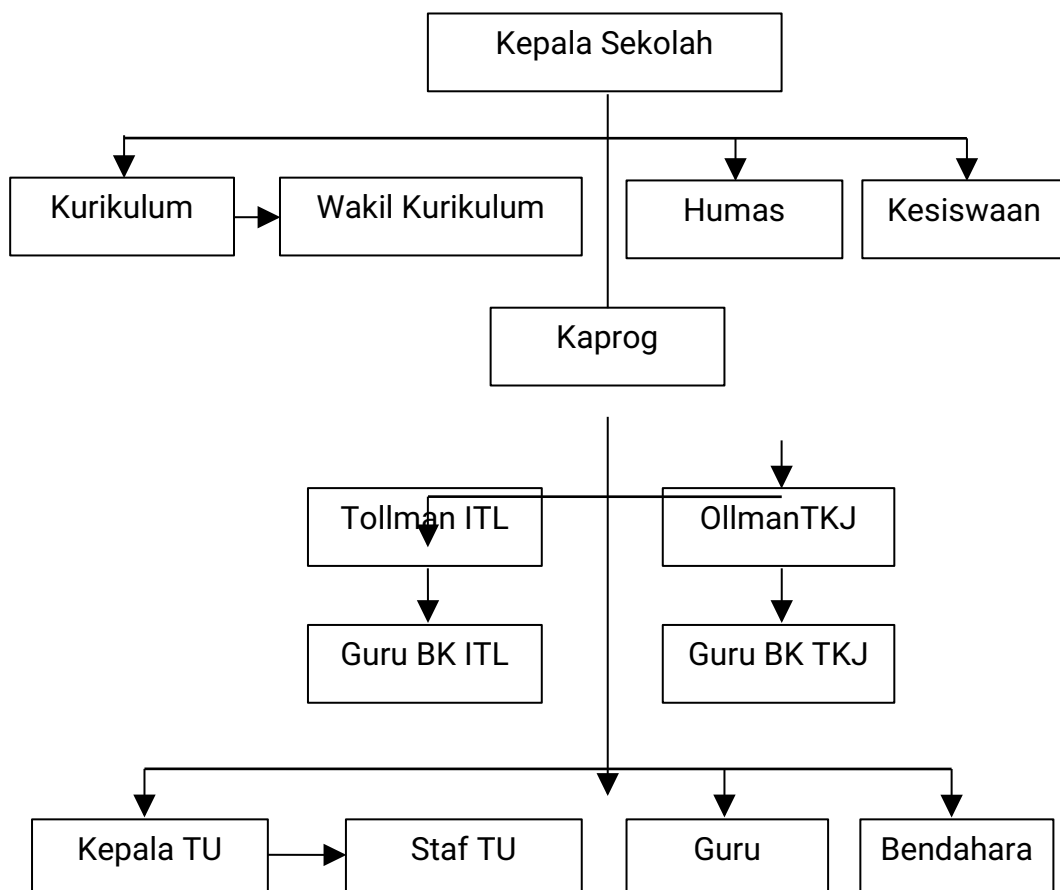 Kepala Sekolah
Kurikulum
Wakil Kurikulum
Humas
Kesiswaan
Kaprog
Tollman ITL
OllmanTKJ
Guru BK ITL
Guru BK TKJ
Kepala TU
Staf TU
Guru
Bendahara